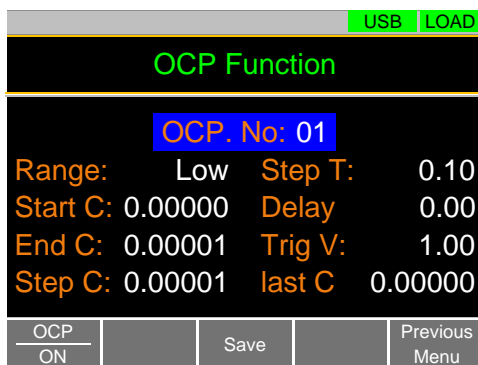 USB LOAD
OCP Function
OCP. No: 01
Range: Low Step T: 0.10
Start C: 0.00000 Delay 0.00
End C: 0.00001 Trig V: 1.00
Step C: 0.00001 last C 0.00000
OCP Previous
Save
ON Menu